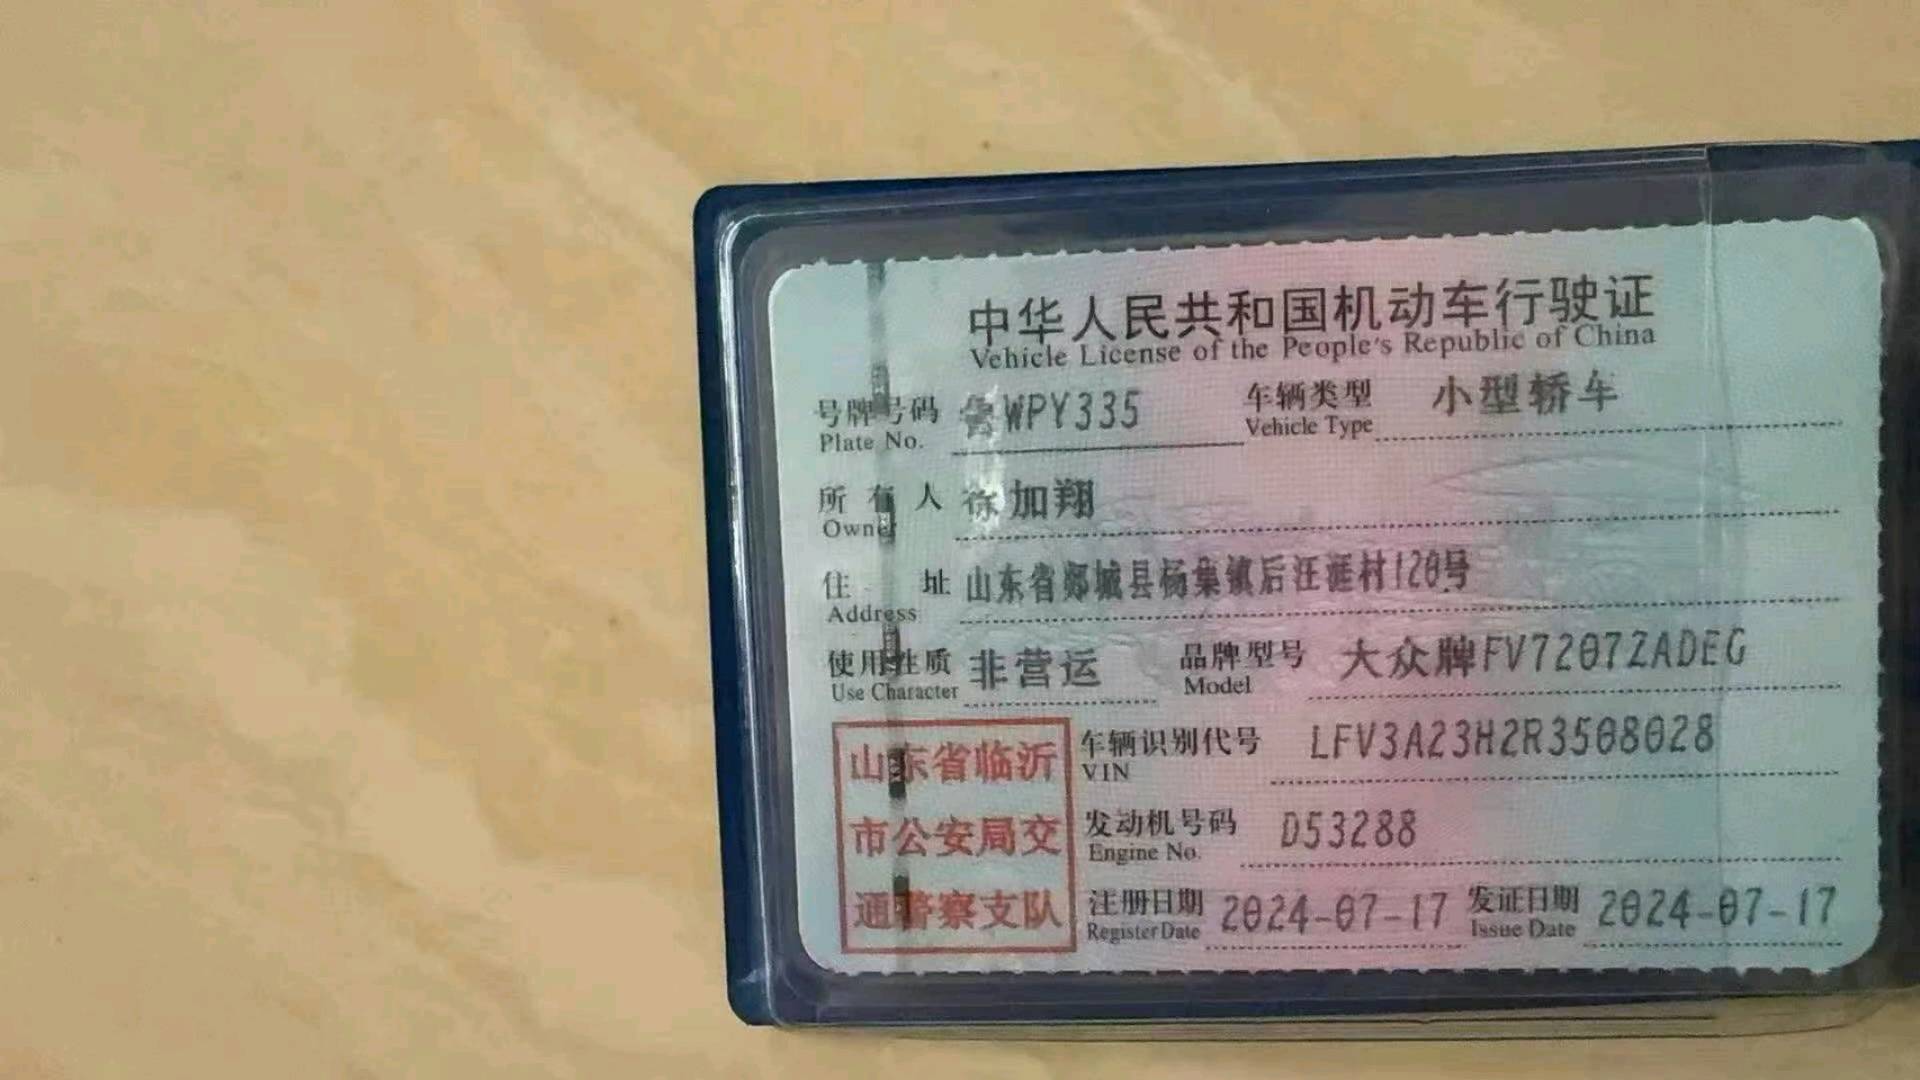 中华人民共和国机动车行驶证
Vehicle License of the People's Republic of China
号牌号码 鲁WPY335 车辆类型 小型轿车
Plate No. Vehicle Type
所有人 徐加翔
Owner
住址 山东省郯城县杨集镇后汪涯村120号
Address
使用性质 非营运 品牌型号 大众牌FV7207ZADEG
Use Character Model
山东省临沂
市公安局交
通警察支队
车辆识别代号 LFV3A23H2R3508028
VIN
发动机号码 D53288
Engine No.
注册日期 2024-07-17 发证日期 2024-07-17
Register Date Issue Date